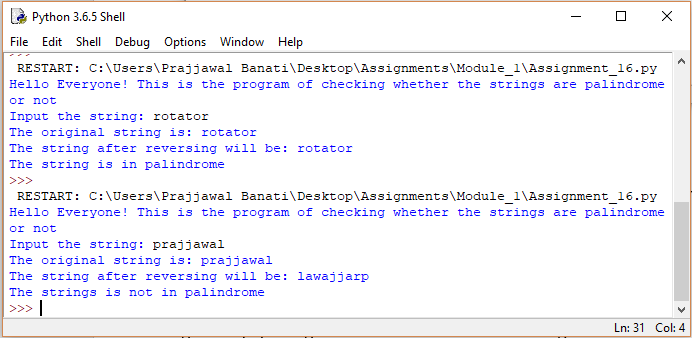 Python 3.6.5 Shell
File Edit Shell Debug Options Window Help
>>>
RESTART: C:\Users\Prajjawal Banati\Desktop\Assignments\Module_1\Assignment_16.py
Hello Everyone! This is the program of checking whether the strings are palindrome
or not
Input the string: rotator
The original string is: rotator
The string after reversing will be: rotator
The string is in palindrome
>>>
RESTART: C:\Users\Prajjawal Banati\Desktop\Assignments\Module_1\Assignment_16.py
Hello Everyone! This is the program of checking whether the strings are palindrome
or not
Input the string: prajjawal
The original string is: prajjawal
The string after reversing will be: lawajjarp
The strings is not in palindrome
>>>
Ln: 31 Col: 4